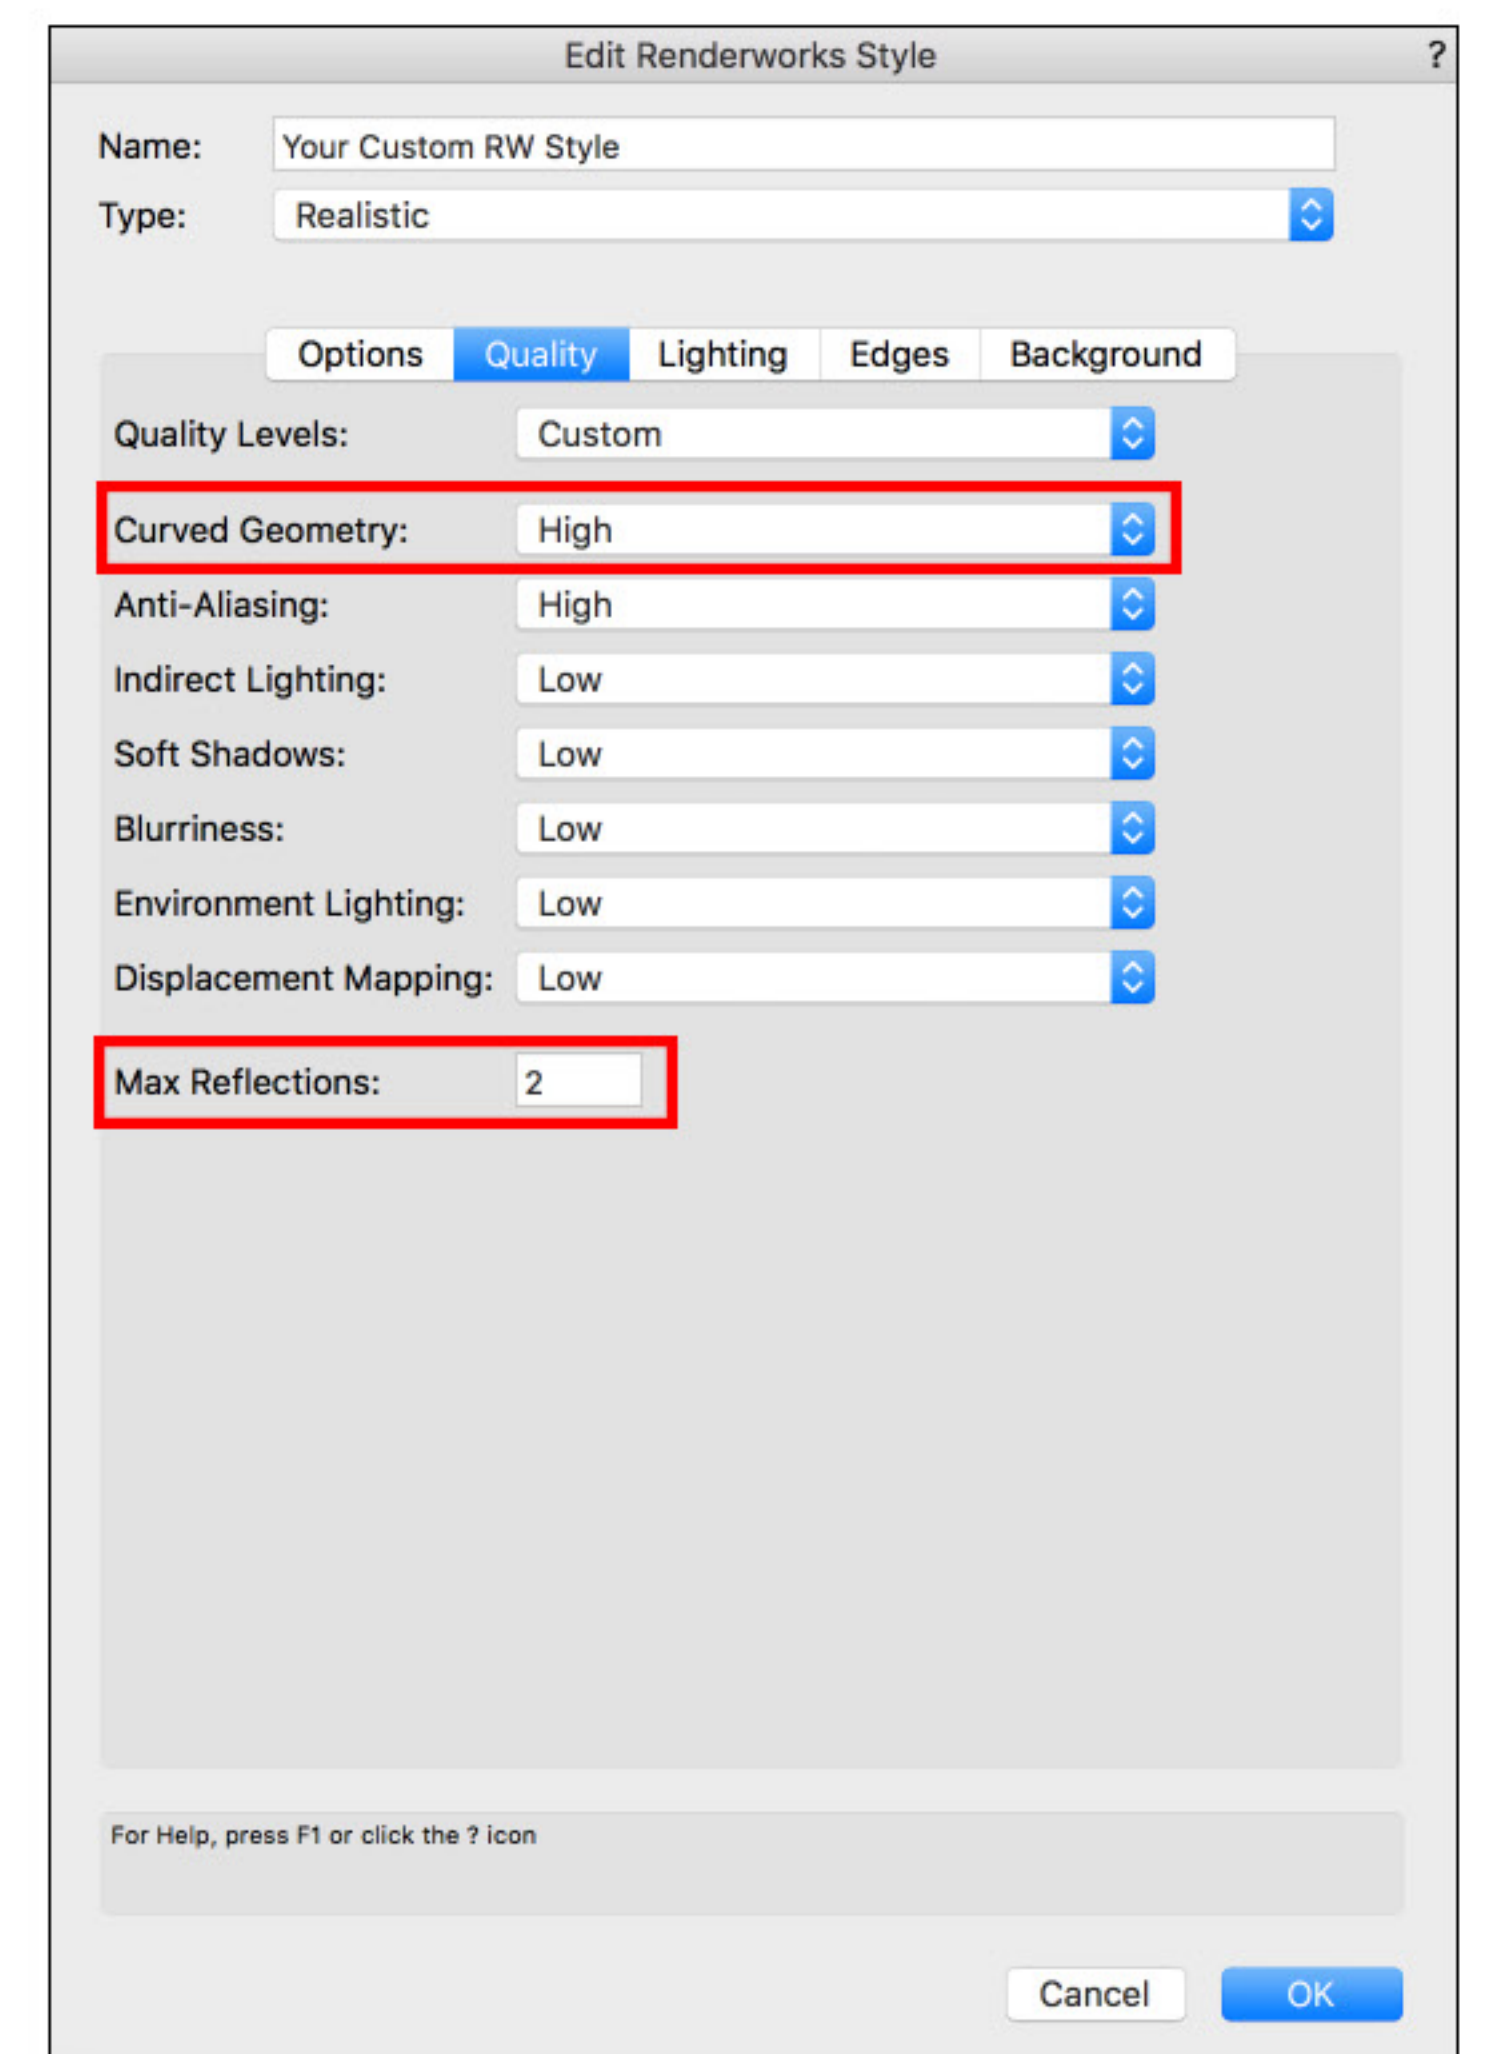 Edit Renderworks Style ?
Name: Your Custom RW Style
Type: Realistic
Options Quality Lighting Edges Background
Quality Levels: Custom
Curved Geometry: High
Anti-Aliasing: High
Indirect Lighting: Low
Soft Shadows: Low
Blurriness: Low
Environment Lighting: Low
Displacement Mapping: Low
Max Reflections: 2
For Help, press F1 or click the ? icon
Cancel OK